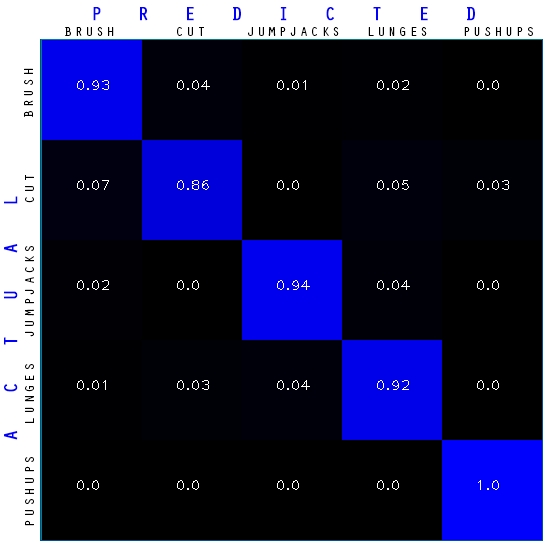 P R E D I C T E D
BRUSH CUT JUMPJACKS LUNGES PUSHUPS
A C T U A L
BRUSH 0.93 0.04 0.01 0.02 0.0
CUT 0.07 0.86 0.0 0.05 0.03
JUMPJACKS 0.02 0.0 0.94 0.04 0.0
LUNGES 0.01 0.03 0.04 0.92 0.0
PUSHUPS 0.0 0.0 0.0 0.0 1.0